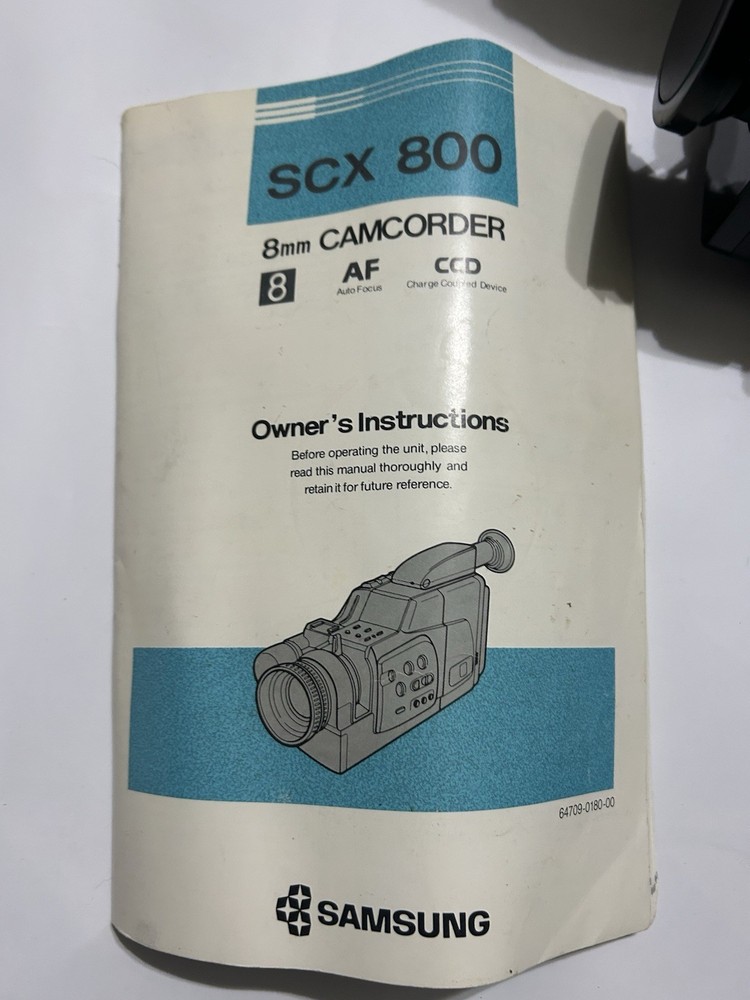 SCX 800
8mm CAMCORDER
8 AF CCD
Auto Focus Charge Coupled Device
Owner's Instructions
Before operating the unit, please
read this manual thoroughly and
retain it for future reference.
64709-0180-00
SAMSUNG